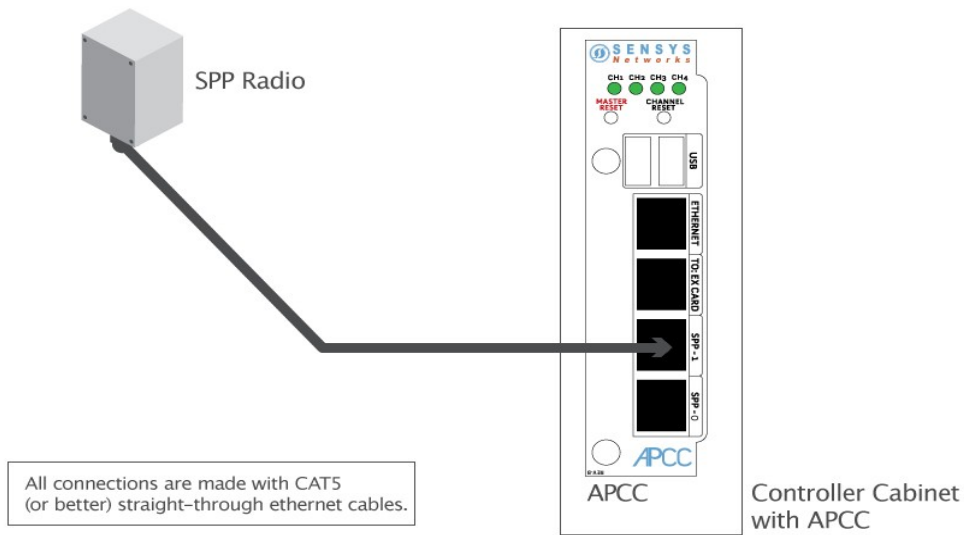 SPP Radio
SENSYS
Networks
CH1 CH2 CH3 CH4
MASTER RESET
CHANNEL RESET
USB
ETHERNET
TO: EX CARD
SPP - 1
SPP - 0
APCC
APCC
Controller Cabinet
with APCC
All connections are made with CAT5
(or better) straight-through ethernet cables.